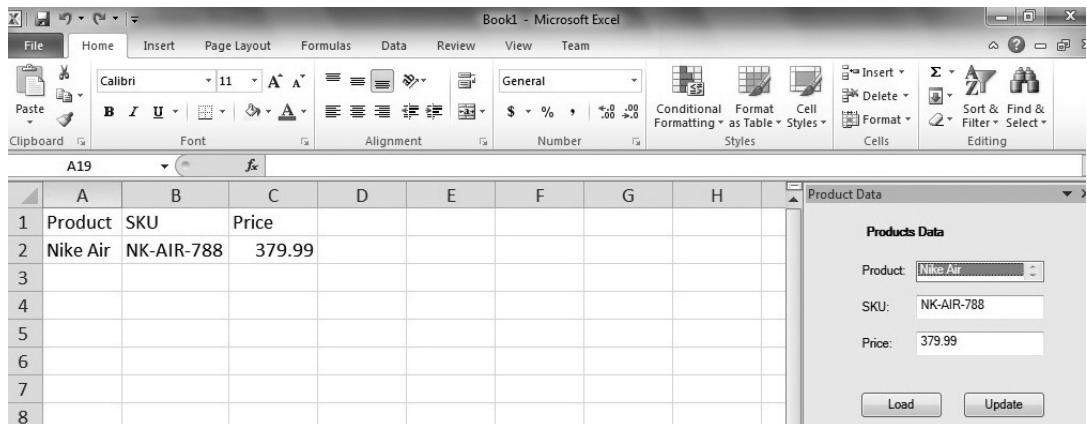 Book1 - Microsoft Excel
File Home Insert Page Layout Formulas Data Review View Team
Paste
Clipboard
Calibri 11 A A
B I U A
Font
Alignment
General
$ % , .00 .00
Number
Conditional Formatting
Format as Table
Cell Styles
Styles
Insert
Delete
Format
Cells
Σ
Sort & Filter
Find & Select
Editing
A19 fx
A B C D E F G H
1 Product SKU Price
2 Nike Air NK-AIR-788 379.99
3
4
5
6
7
8
Product Data
Products Data
Product: Nike Air
SKU: NK-AIR-788
Price: 379.99
Load Update